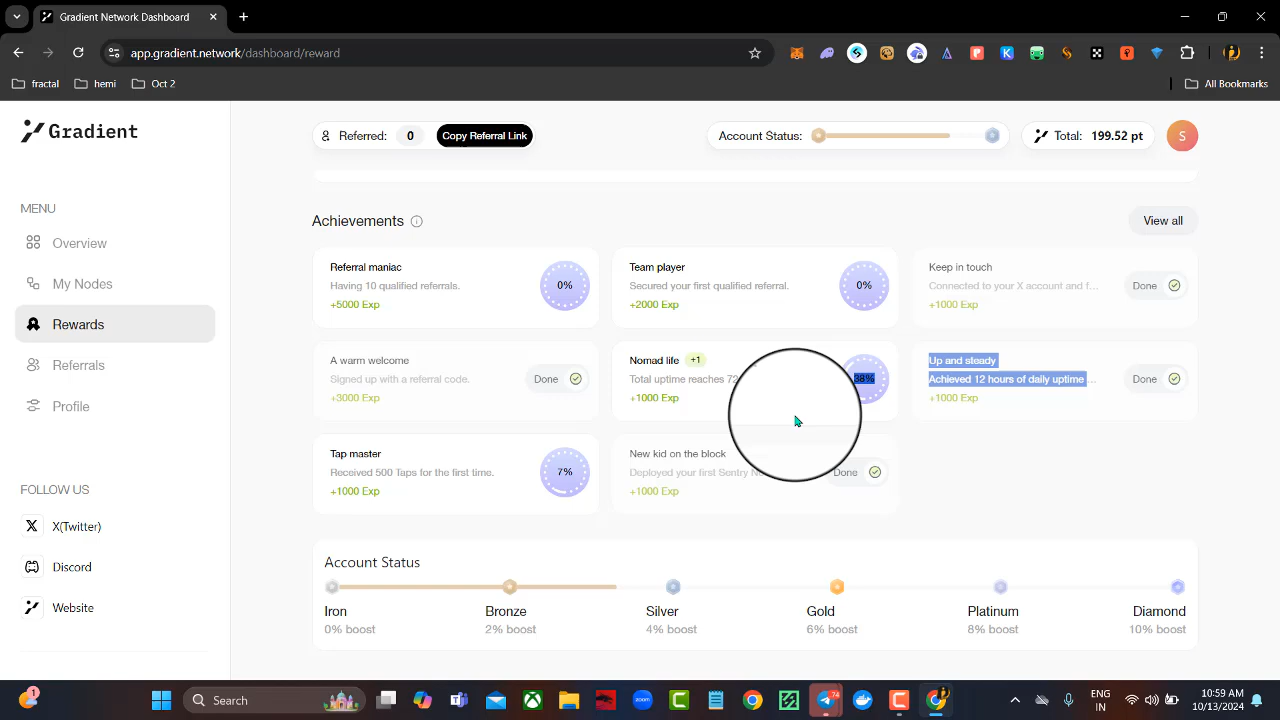 Gradient Network Dashboard
app.gradient.network/dashboard/reward
fractal
hemi
Oct 2
All Bookmarks
Gradient
Referred: 0 Copy Referral Link
Account Status:
Total: 199.52 pt
S
MENU
Overview
My Nodes
Rewards
Referrals
Profile
FOLLOW US
X(Twitter)
Discord
Website
Achievements
View all
Referral maniac
Having 10 qualified referrals.
+5000 Exp
0%
Team player
Secured your first qualified referral.
+2000 Exp
0%
Keep in touch
Connected to your X account and f...
+1000 Exp
Done
A warm welcome
Signed up with a referral code.
+3000 Exp
Done
Nomad life +1
Total uptime reaches 72
+1000 Exp
38%
Up and steady
Achieved 12 hours of daily uptime ...
+1000 Exp
Done
Tap master
Received 500 Taps for the first time.
+1000 Exp
7%
New kid on the block
Deployed your first Sentry
+1000 Exp
Done
Account Status
Iron
0% boost
Bronze
2% boost
Silver
4% boost
Gold
6% boost
Platinum
8% boost
Diamond
10% boost
1
Search
zoom
74
ENG
IN
10:59 AM
10/13/2024